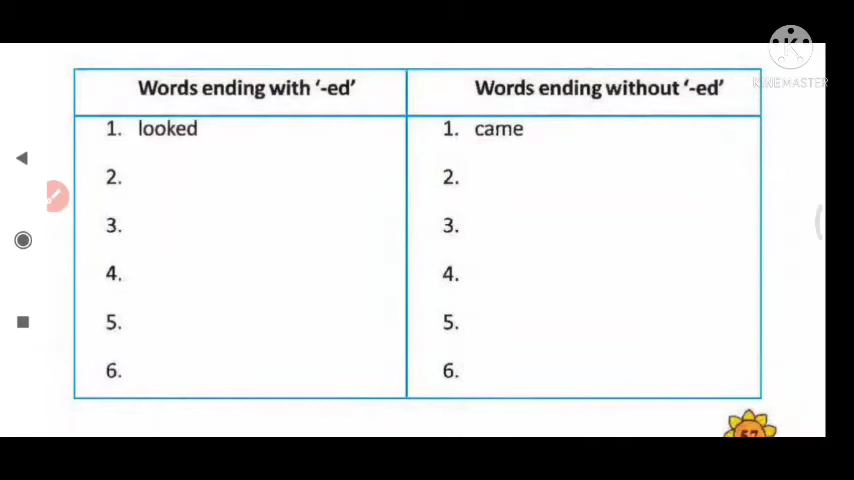 KINEMASTER
Words ending with ‘-ed’ Words ending without ‘-ed’
1. looked 1. came
2. 2.
3. 3.
4. 4.
5. 5.
6. 6.
57